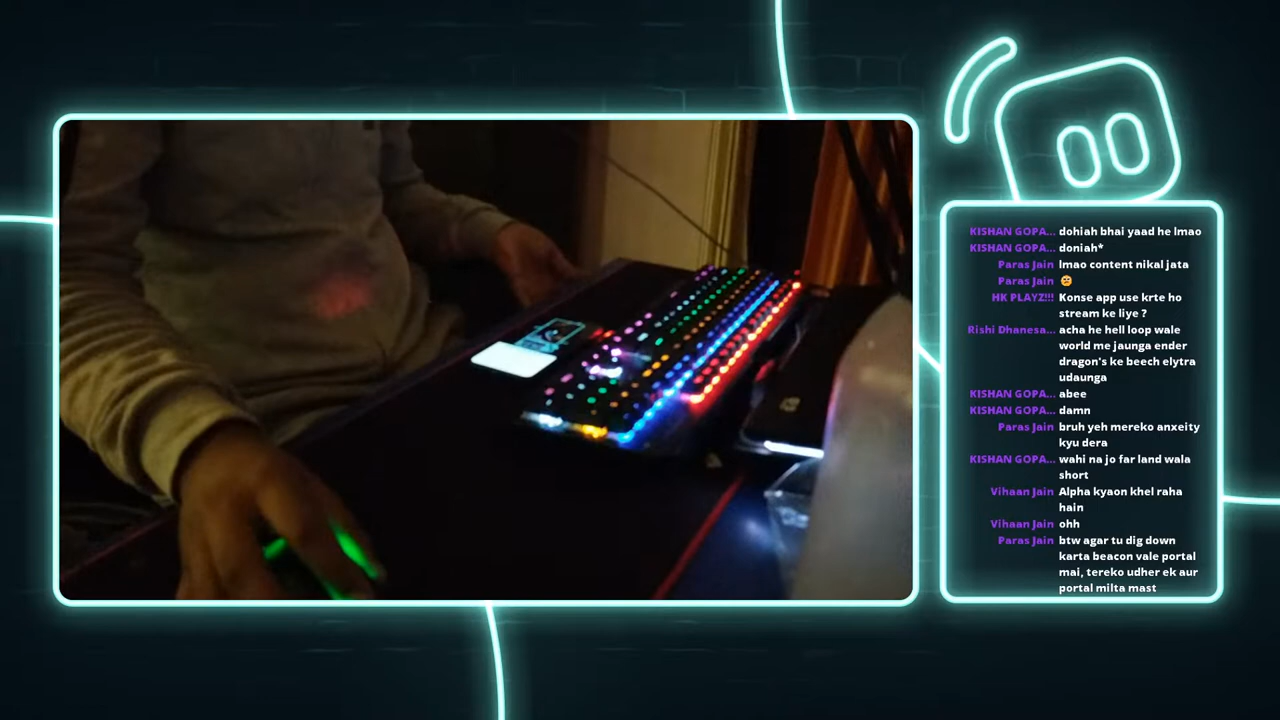 KISHAN GOPA... dohiah bhai yaad he lmao
KISHAN GOPA... doniah*
Paras Jain lmao content nikal jata
Paras Jain 😕
HK PLAYZ!!! Konse app use krte ho
stream ke liye ?
Rishi Dhanesa... acha he hell loop wale
world me jaunga ender
dragon's ke beech elytra
udaunga
KISHAN GOPA... abee
KISHAN GOPA... damn
Paras Jain bruh yeh mereko anxeity
kyu dera
KISHAN GOPA... wahi na jo far land wala
short
Vihaan Jain Alpha kyaon khel raha
hain
Vihaan Jain ohh
Paras Jain btw agar tu dig down
karta beacon vale portal
mai, tereko udher ek aur
portal milta mast